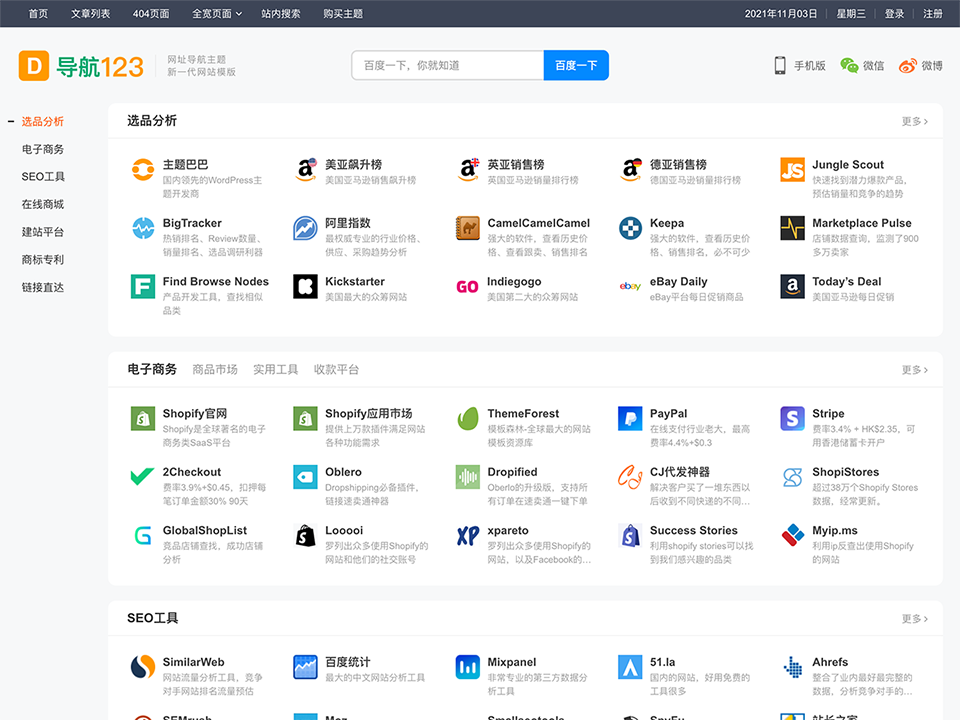 首页 文章列表 404页面 全宽页面 站内搜索 购买主题 2021年11月03日 星期三 登录 注册
D 导航123 网址导航主题
新一代网站模版
百度一下，你就知道 百度一下 手机版 微信 微博
选品分析
电子商务
SEO工具
在线商城
建站平台
商标专利
链接直达
选品分析 更多
主题巴巴
国内领先的WordPress主
题开发商
美亚飙升榜
美国亚马逊销售飙升榜
英亚销售榜
英国亚马逊销量排行榜
德亚销售榜
德国亚马逊销量排行榜
JS
Jungle Scout
快速找到潜力爆款产品，
预估销量和竞争的趋势
BigTracker
热销排名、Review数量、
销量排名、选品调研利器
阿里指数
最权威专业的行业价格、
供应、采购趋势分析
CamelCamelCamel
强大的软件，查看历史价
格、查看跟卖、销售排名
Keepa
强大的软件，查看历史价
格、销售排名，必不可少
Marketplace Pulse
店铺数据查询，监测了900
多万卖家
F
Find Browse Nodes
产品开发工具，查找相似
品类
K
Kickstarter
美国最大的众筹网站
GO
Indiegogo
美国第二大的众筹网站
ebay
eBay Daily
eBay平台每日促销商品
a
Today's Deal
美国亚马逊每日促销
电子商务 商品市场 实用工具 收款平台 更多
Shopify官网
Shopify是全球著名的电子
商务类SaaS平台
Shopify应用市场
提供上万款插件满足网站
各种功能需求
ThemeForest
模板森林-全球最大的网站
模板资源库
PayPal
在线支付行业老大，最高
费率4.4%+$0.3
S
Stripe
费率3.4% + HK$2.35，可
用香港储蓄卡开户
2Checkout
费率3.9%+$0.45，扣押每
笔订单金额30% 90天
Oblero
Dropshipping必备插件，
链接速卖通神器
Dropified
Oberlo的升级版，支持所
有订单在速卖通一键下单
CJ
CJ代发神器
解决客户买了一堆东西以
后收到不同快递的不同…
ShopiStores
超过38万个Shopify Stores
数据，经常更新。
G
GlobalShopList
竞品店铺查找，成功店铺
分析
Looooi
罗列出众多使用Shopify的
网站和他们的社交账号
XP
xpareto
罗列出众多使用Shopify的
网站，以及Facebook的…
Success Stories
利用shopify stories可以找
到我们感兴趣的品类
Myip.ms
利用ip反查出使用Shopify
的网站
SEO工具 更多
SimilarWeb
网站流量分析工具，竞争
对手网站排名流量预估
百度统计
最大的中文网站分析工具
Mixpanel
非常专业的第三方数据分
析工具
51.la
国内的网站，好用免费的
工具很多
Ahrefs
整合了业内最好最完整的
数据，分析竞争对手的…
SEMrush Moz Smallseotools SpyFu 站长之家